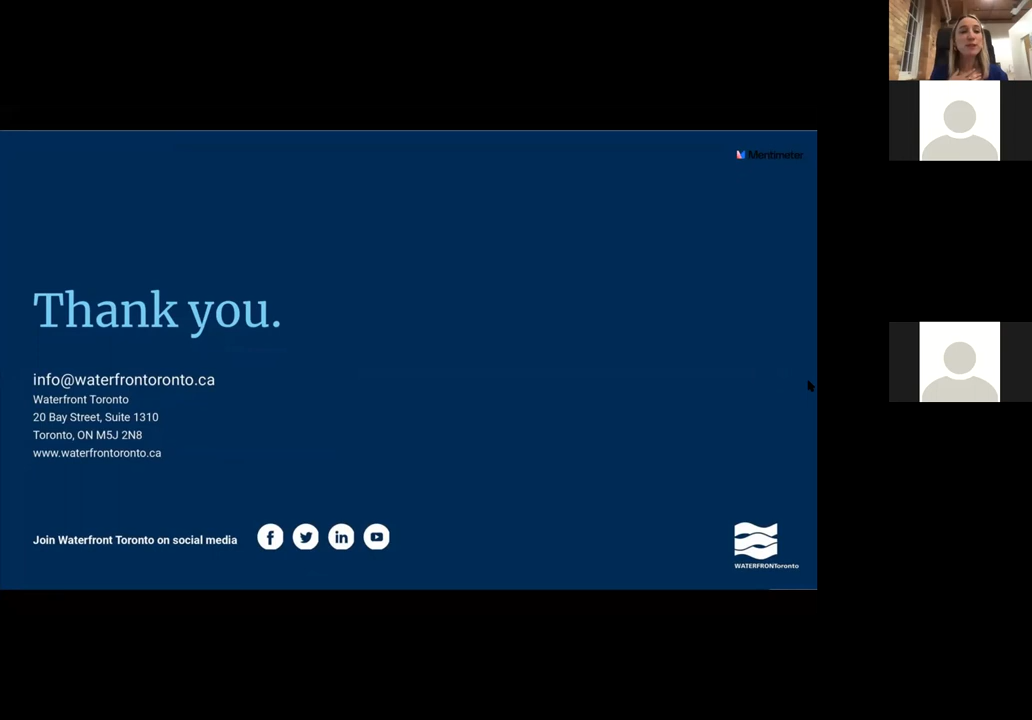 Mentimeter
Thank you.
info@waterfrontoronto.ca
Waterfront Toronto
20 Bay Street, Suite 1310
Toronto, ON M5J 2N8
www.waterfrontoronto.ca
Join Waterfront Toronto on social media
WATERFRONToronto